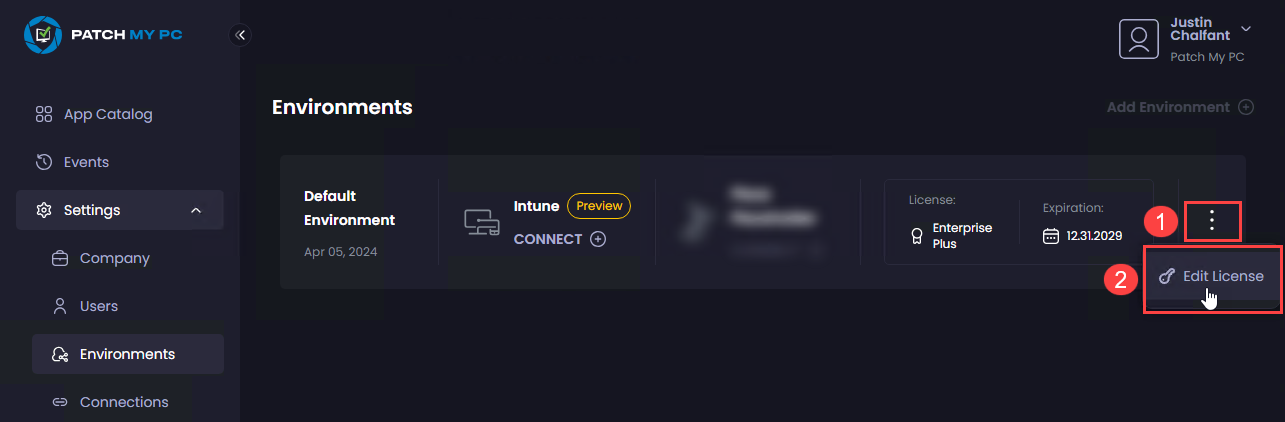 PATCH MY PC
Justin
Chalfant
Patch My PC
App Catalog
Events
Settings
Company
Users
Environments
Connections
Environments
Add Environment
Default
Environment
Apr 05, 2024
Intune Preview
CONNECT
License:
Enterprise
Plus
Expiration:
12.31.2029
1
2
Edit License